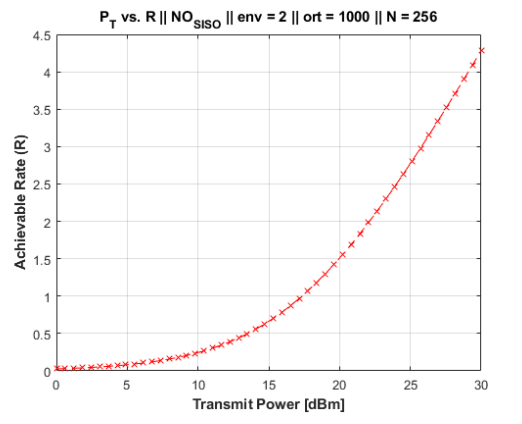 P_T vs. R || NO_SISO || env = 2 || ort = 1000 || N = 256
4.5
4
3.5
3
2.5
2
1.5
1
0.5
0
Achievable Rate (R)
0 5 10 15 20 25 30
Transmit Power [dBm]